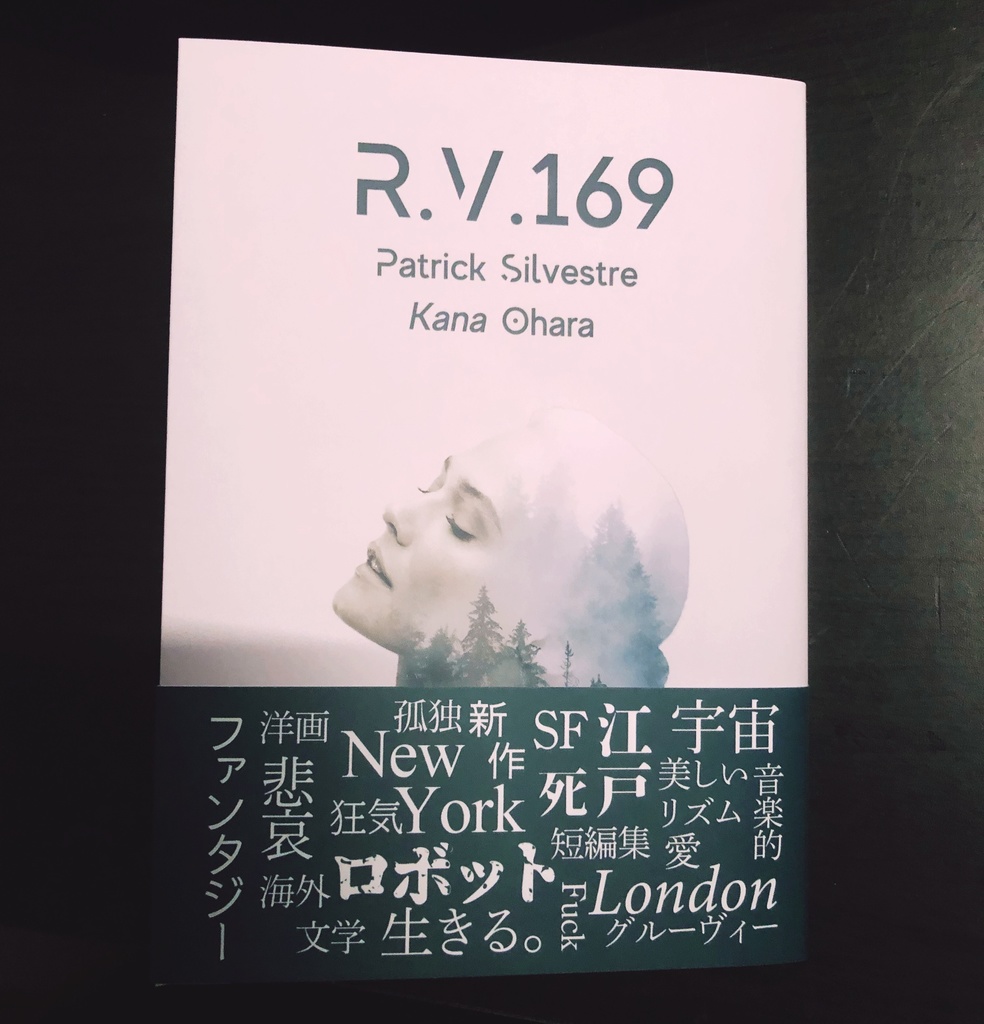 R.V.169
Patrick Silvestre
Kana Ohara
ファンタジー
洋画
悲哀
海外
文学
孤独
新作
New
York
狂気
ロボット
生きる。
SF
江戸
死
宇宙
美しい
リズム
音楽的
短編集
愛
Fuck
London
グルーヴィー